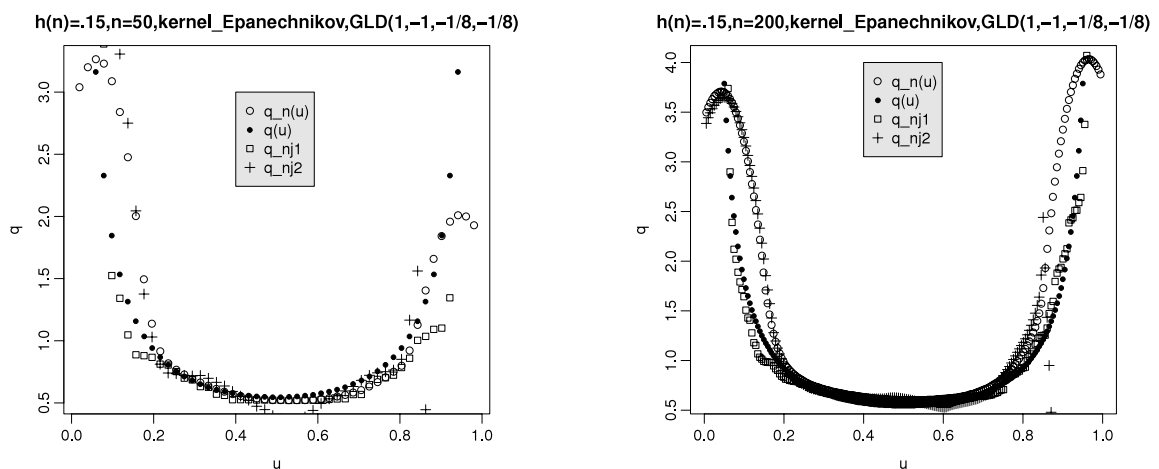 h(n)=.15,n=50,kernel_Epanechnikov,GLD(1,-1,-1/8,-1/8)
q
3.0
2.5
2.0
1.5
1.0
0.5
q_n(u)
q(u)
q_nj1
q_nj2
0.0 0.2 0.4 0.6 0.8 1.0
u
h(n)=.15,n=200,kernel_Epanechnikov,GLD(1,-1,-1/8,-1/8)
q
4.0
3.5
3.0
2.5
2.0
1.5
1.0
0.5
q_n(u)
q(u)
q_nj1
q_nj2
0.0 0.2 0.4 0.6 0.8 1.0
u